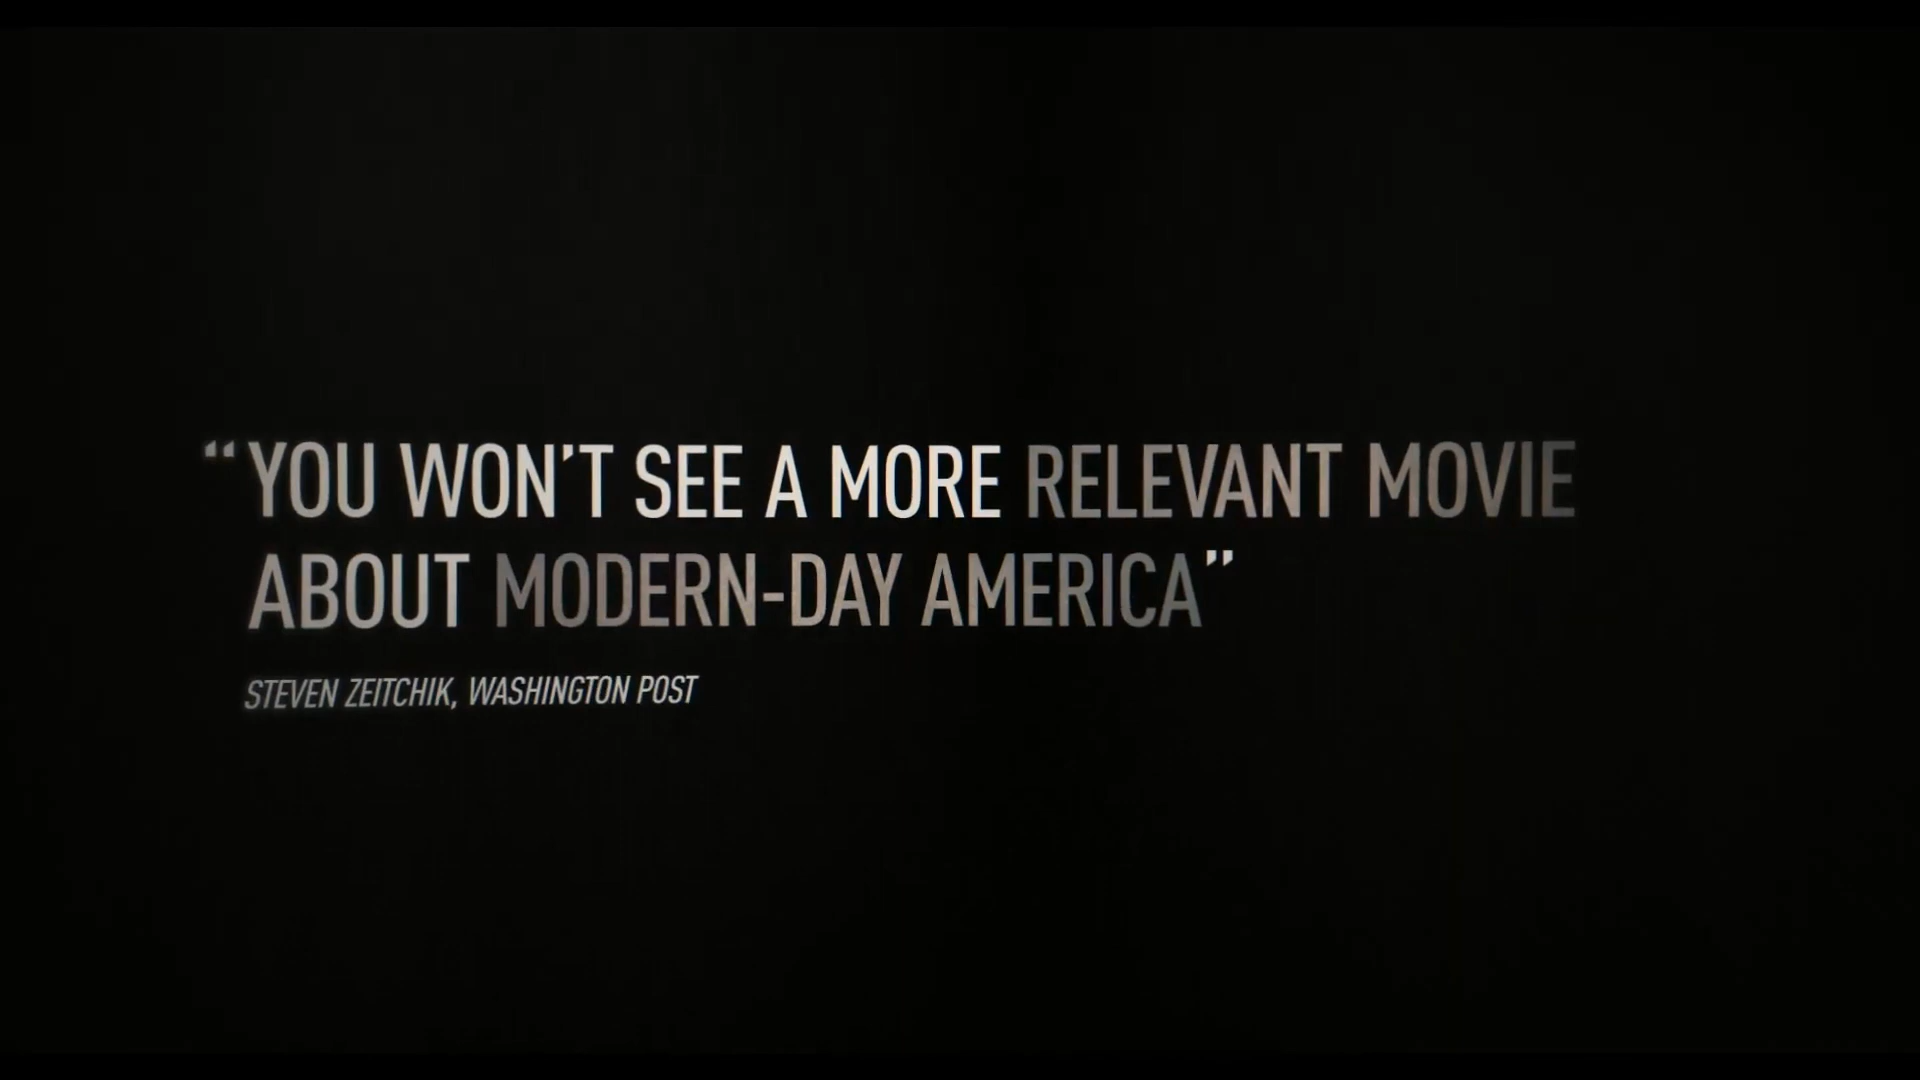 “YOU WON’T SEE A MORE RELEVANT MOVIE
ABOUT MODERN-DAY AMERICA”
STEVEN ZEITCHIK, WASHINGTON POST